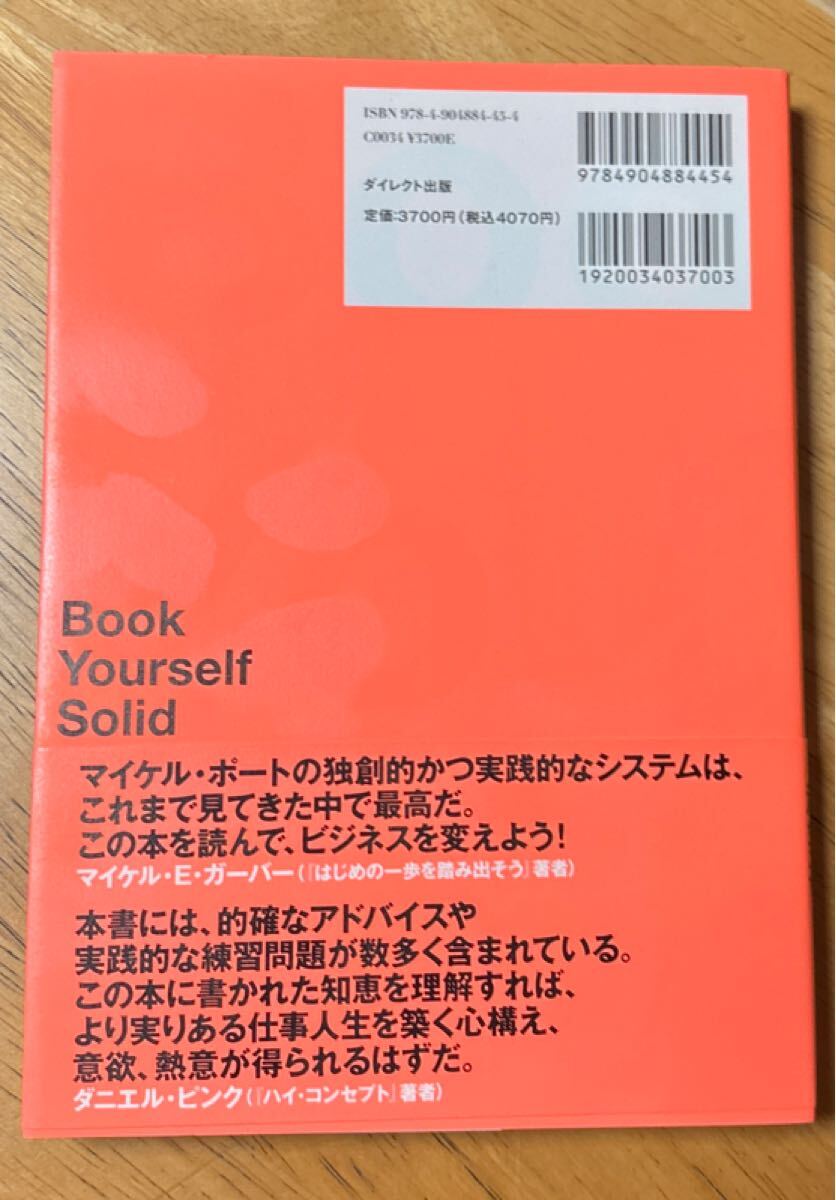 ISBN 978-4-904884-45-4
C0034 ¥3700E
ダイレクト出版
定価:3700円(税込4070円)
9784904884454
1920034037003
Book
Yourself
Solid
マイケル・ポートの独創的かつ実践的なシステムは、
これまで見てきた中で最高だ。
この本を読んで、ビジネスを変えよう!
マイケル・E・ガーバー(『はじめの一歩を踏み出そう』著者)
本書には、的確なアドバイスや
実践的な練習問題が数多く含まれている。
この本に書かれた知恵を理解すれば、
より実りある仕事人生を築く心構え、
意欲、熱意が得られるはずだ。
ダニエル・ピンク(『ハイ・コンセプト』著者)